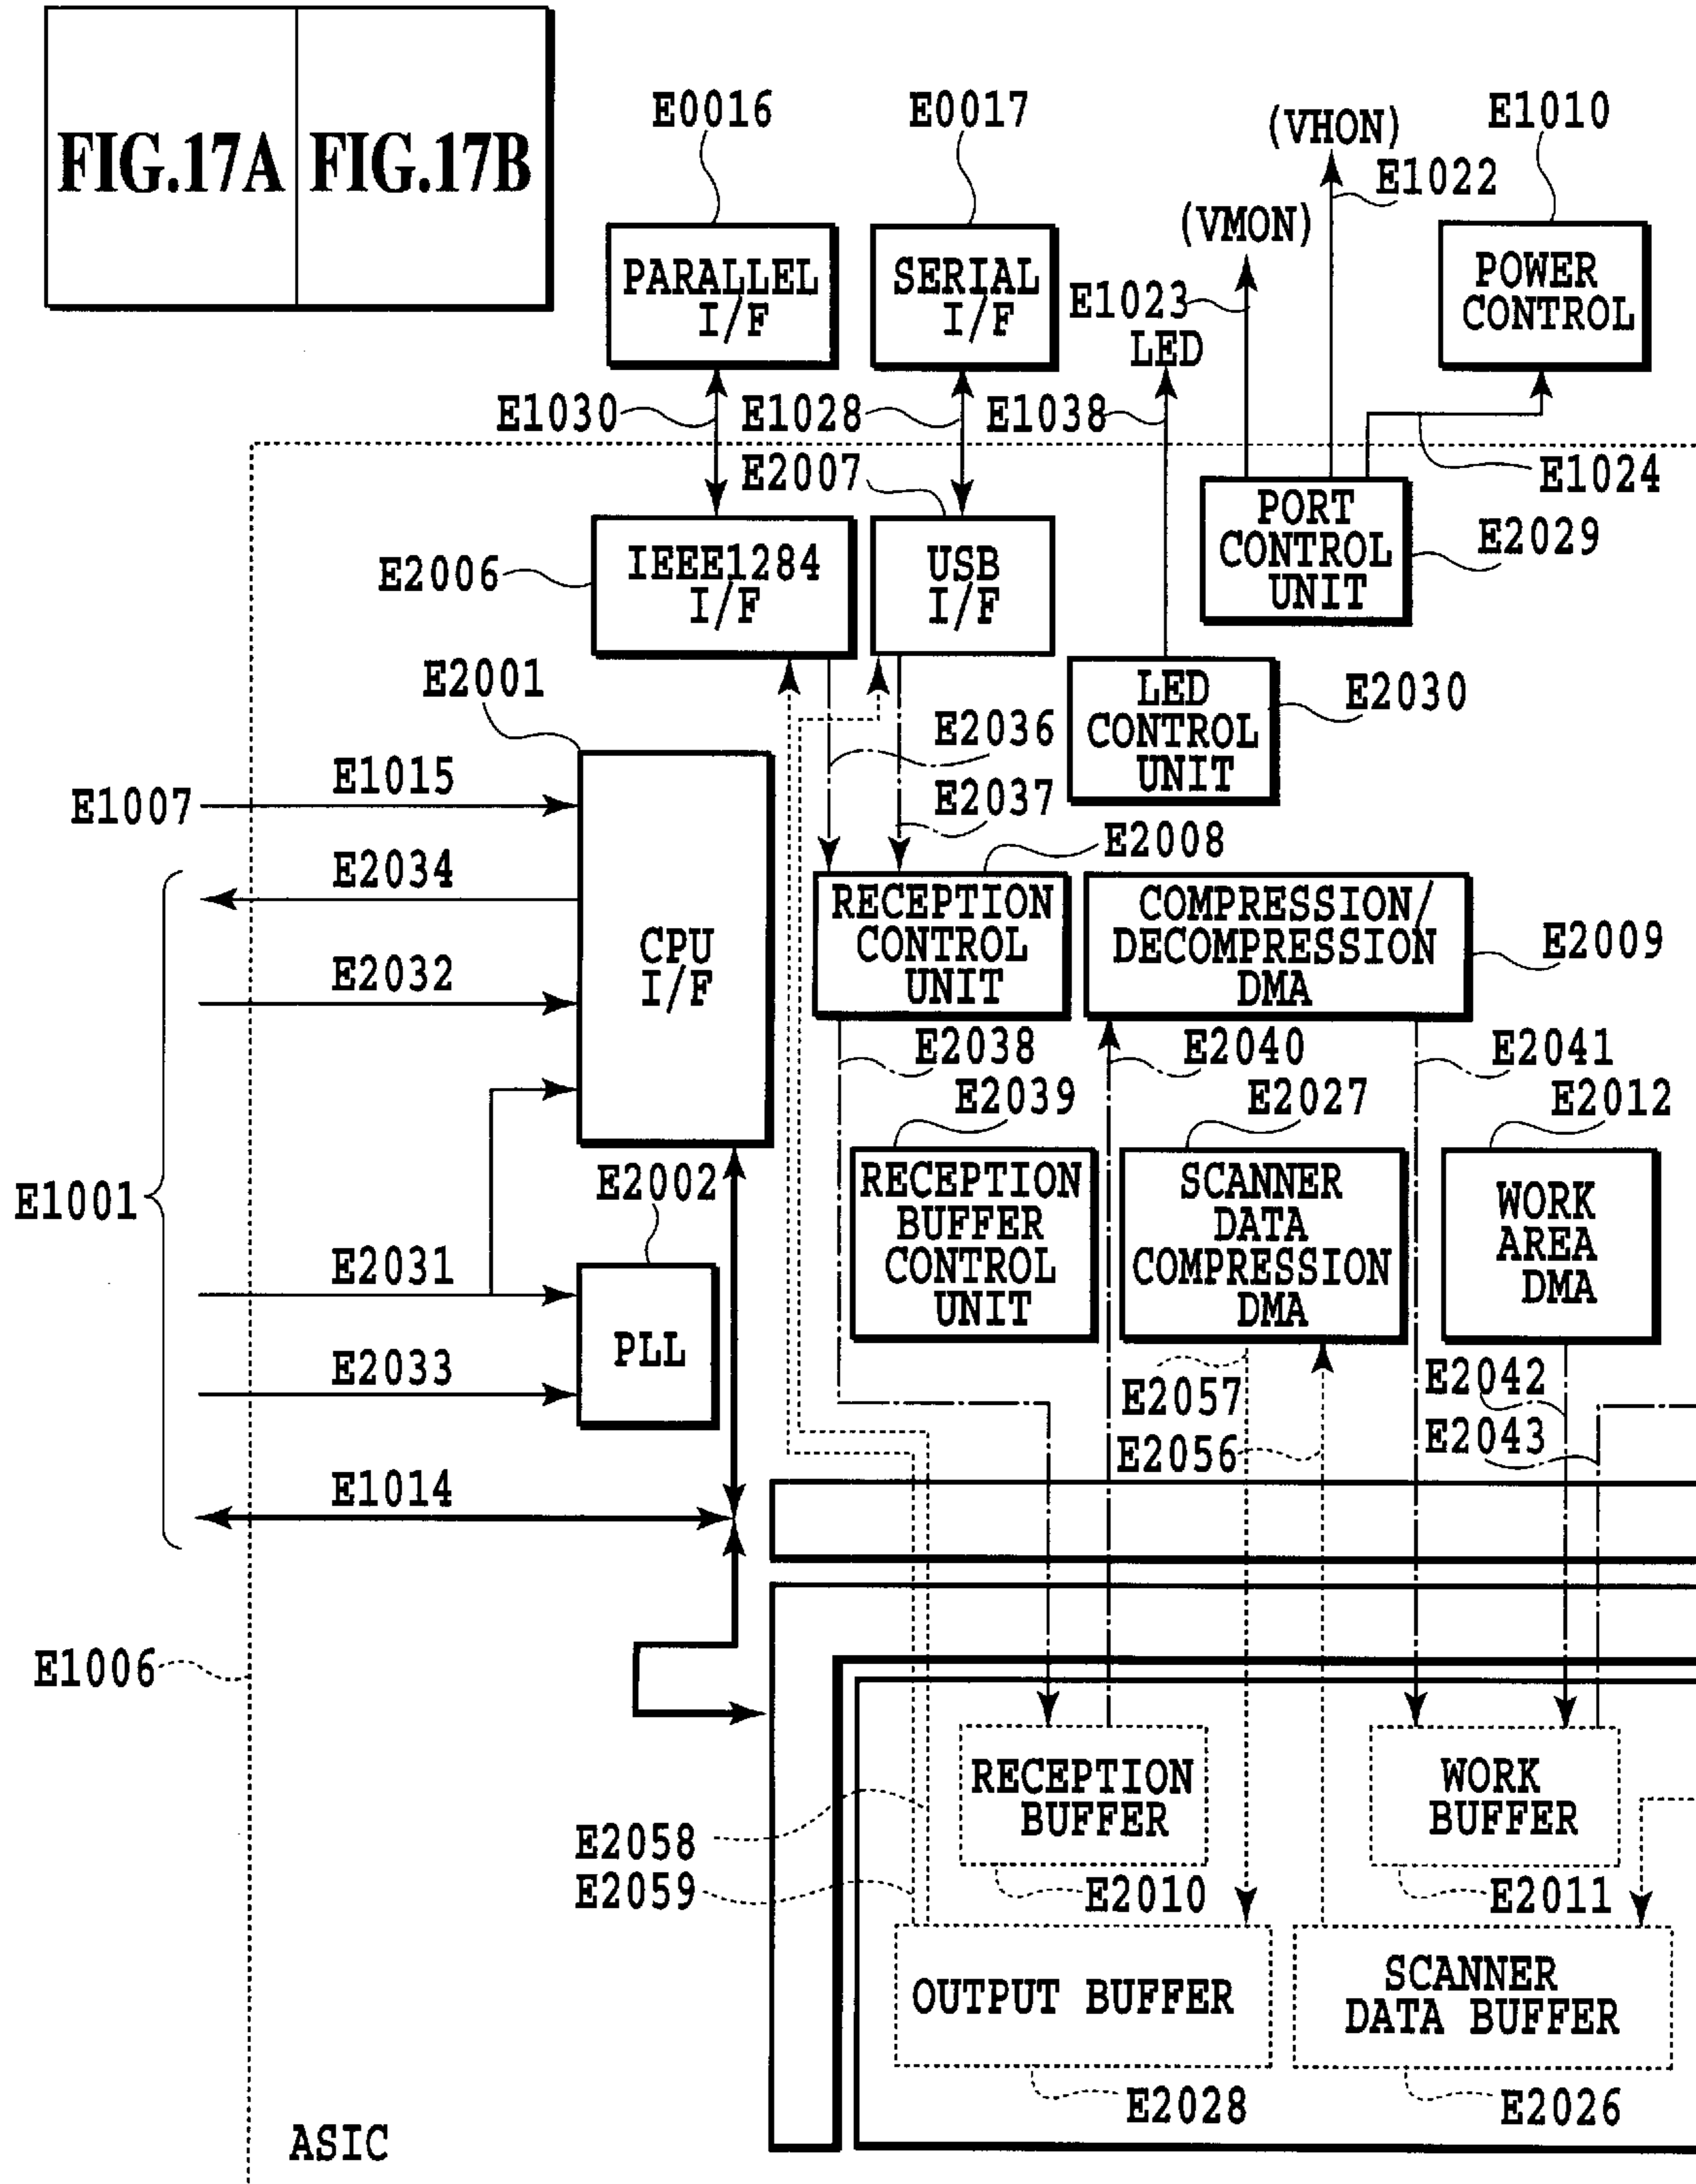 FIG.17A FIG.17B
E0016
E0017
(VHON)
E1010
E1022
(VMON)
PARALLEL
I/F
SERIAL
I/F
E1023
LED
POWER
CONTROL
E1030
E1028
E1038
E1024
E2007
PORT
CONTROL
UNIT
E2029
E2006
IEEE1284
I/F
USB
I/F
E2001
LED
CONTROL
UNIT
E2030
E2036
E2037
E1007
E1015
E2034
E2032
CPU
I/F
E2008
RECEPTION
CONTROL
UNIT
COMPRESSION/
DECOMPRESSION
DMA
E2009
E2038
E2040
E2041
E2039
E2027
E2012
E1001
E2002
RECEPTION
BUFFER
CONTROL
UNIT
SCANNER
DATA
COMPRESSION
DMA
WORK
AREA
DMA
E2031
PLL
E2033
E2057
E2056
E2042
E2043
E1014
E1006
RECEPTION
BUFFER
WORK
BUFFER
E2058
E2059
E2010
E2011
OUTPUT BUFFER
SCANNER
DATA BUFFER
E2028
E2026
ASIC